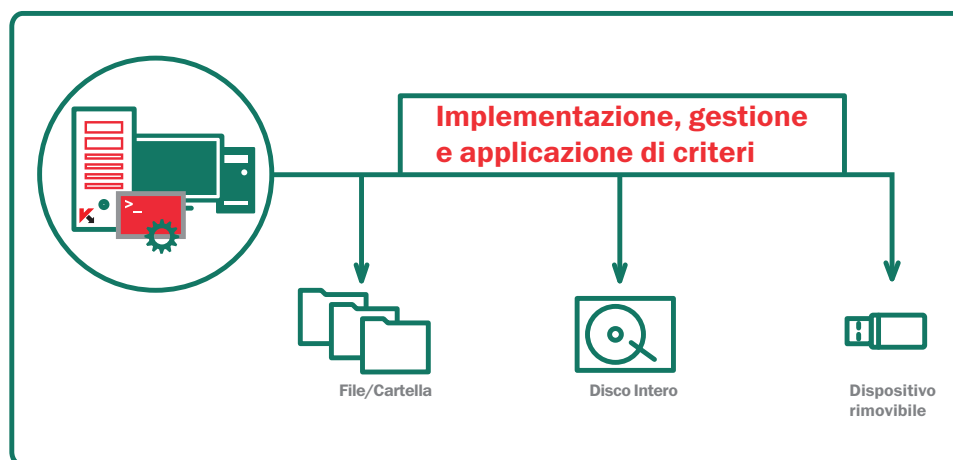 Implementazione, gestione
e applicazione di criteri
>_
File/Cartella
Disco Intero
Dispositivo
rimovibile